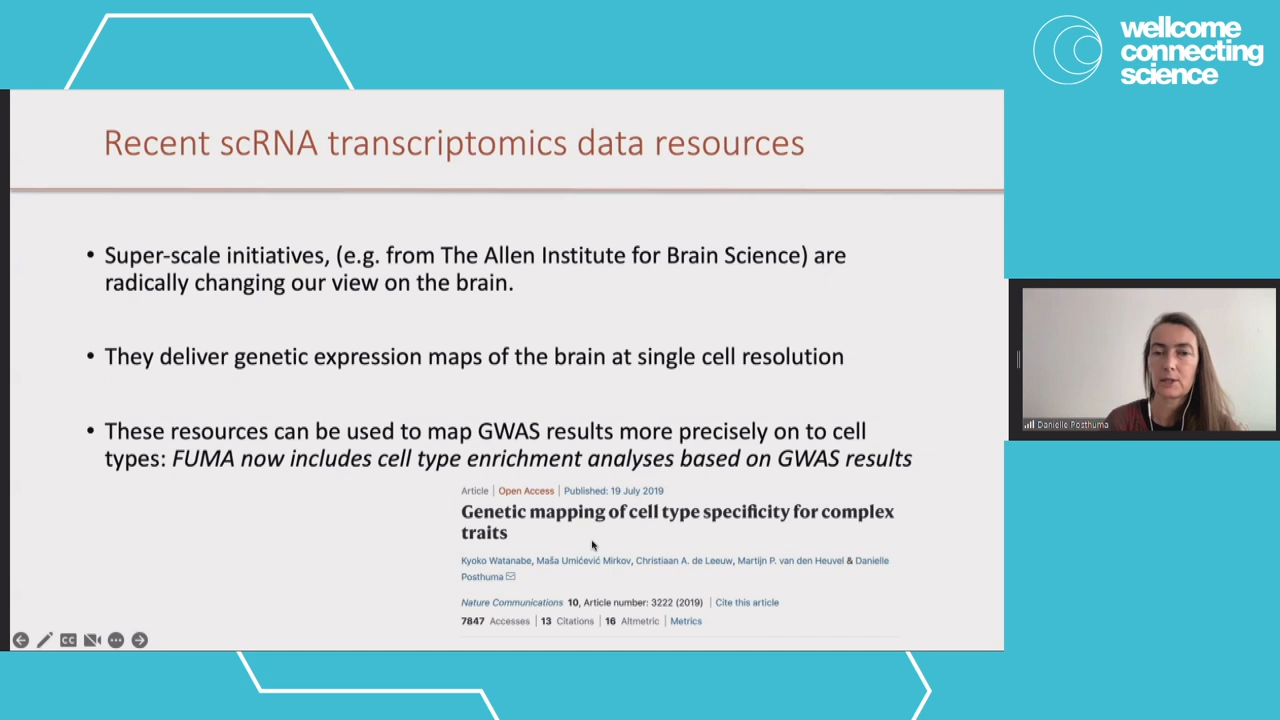 wellcome
connecting
science
Recent scRNA transcriptomics data resources
• Super-scale initiatives, (e.g. from The Allen Institute for Brain Science) are
radically changing our view on the brain.
• They deliver genetic expression maps of the brain at single cell resolution
• These resources can be used to map GWAS results more precisely on to cell
types: FUMA now includes cell type enrichment analyses based on GWAS results
Article | Open Access | Published: 19 July 2019
Genetic mapping of cell type specificity for complex
traits
Kyoko Watanabe, Maša Umićević Mirkov, Christiaan A. de Leeuw, Martijn P. van den Heuvel & Danielle
Posthuma
Nature Communications 10, Article number: 3222 (2019) | Cite this article
7847 Accesses | 13 Citations | 16 Altmetric | Metrics
CC
Danielle Posthuma